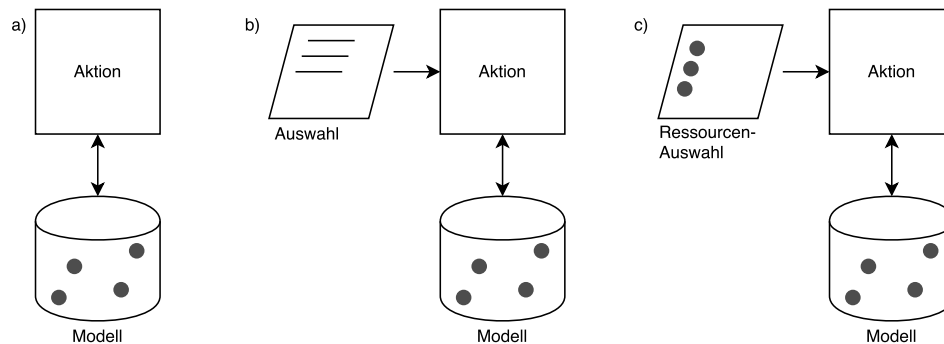 a)
Aktion
Modell
b)
Auswahl
Aktion
Modell
c)
Ressourcen-
Auswahl
Aktion
Modell